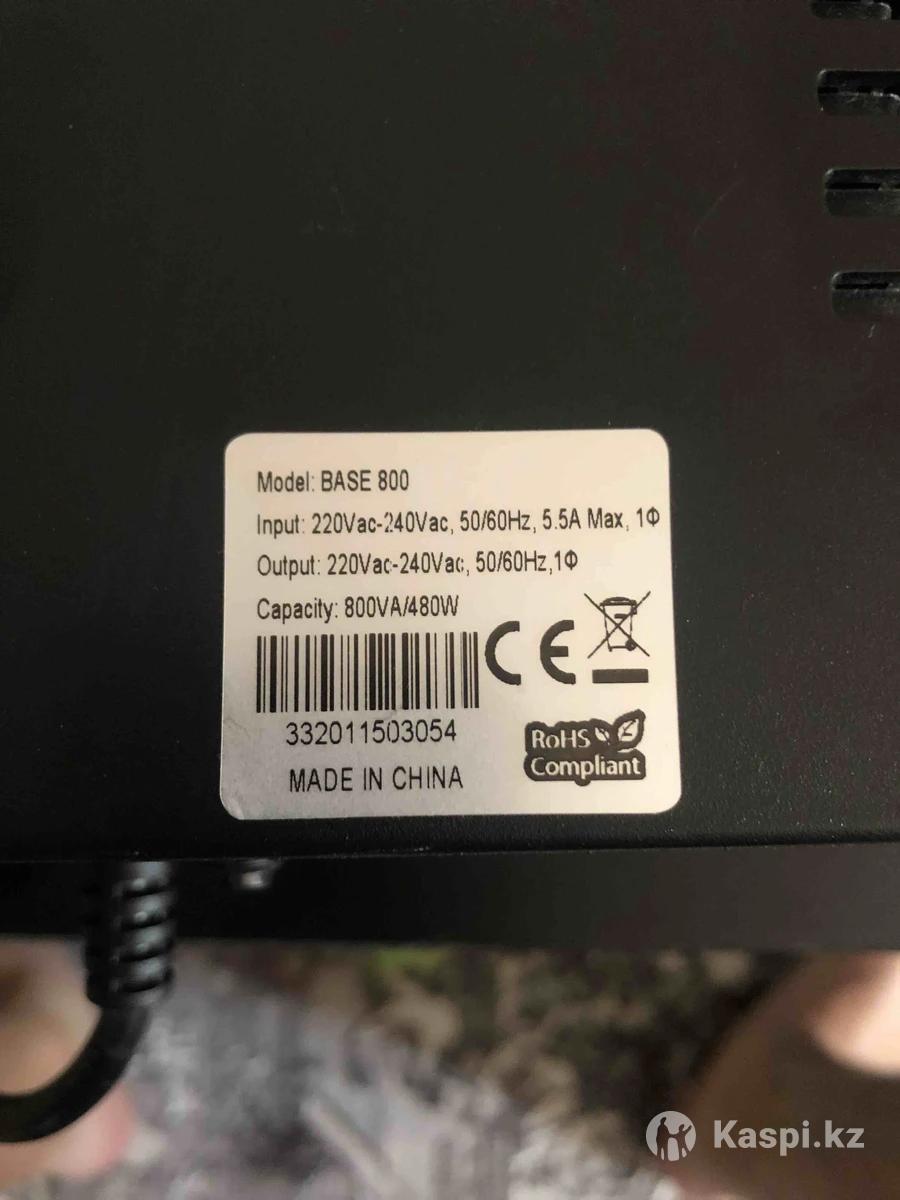 Model: BASE 800
Input: 220Vac-240Vac, 50/60Hz, 5.5A Max, 1Φ
Output: 220Vac-240Vac, 50/60Hz,1Φ
Capacity: 800VA/480W
CE
332011503054
RoHS
Compliant
MADE IN CHINA
Kaspi.kz